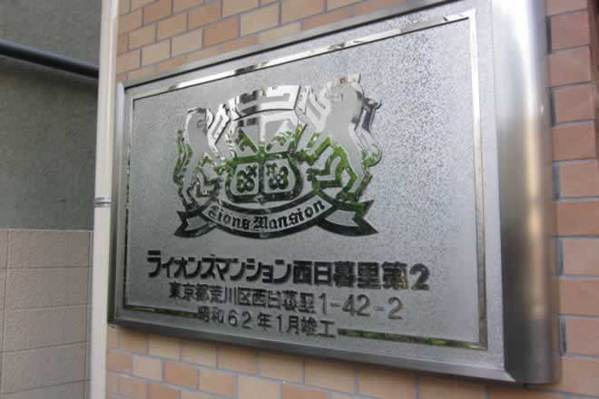 Lions Mansion
ライオンズマンション西日暮里第2
東京都荒川区西日暮里1-42-2
昭和62年1月竣工